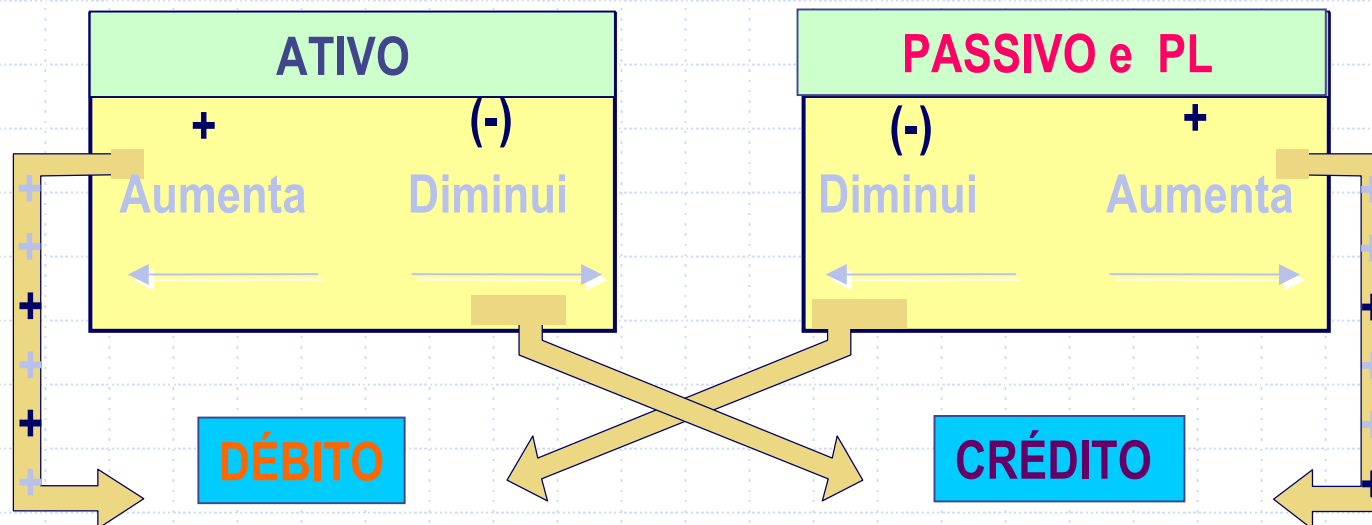 ATIVO
PASSIVO e PL
+ (-)
(-) +
Aumenta Diminui
Diminui Aumenta
+ +
+ +
+ +
+ +
+ +
+ +
DÉBITO
CRÉDITO